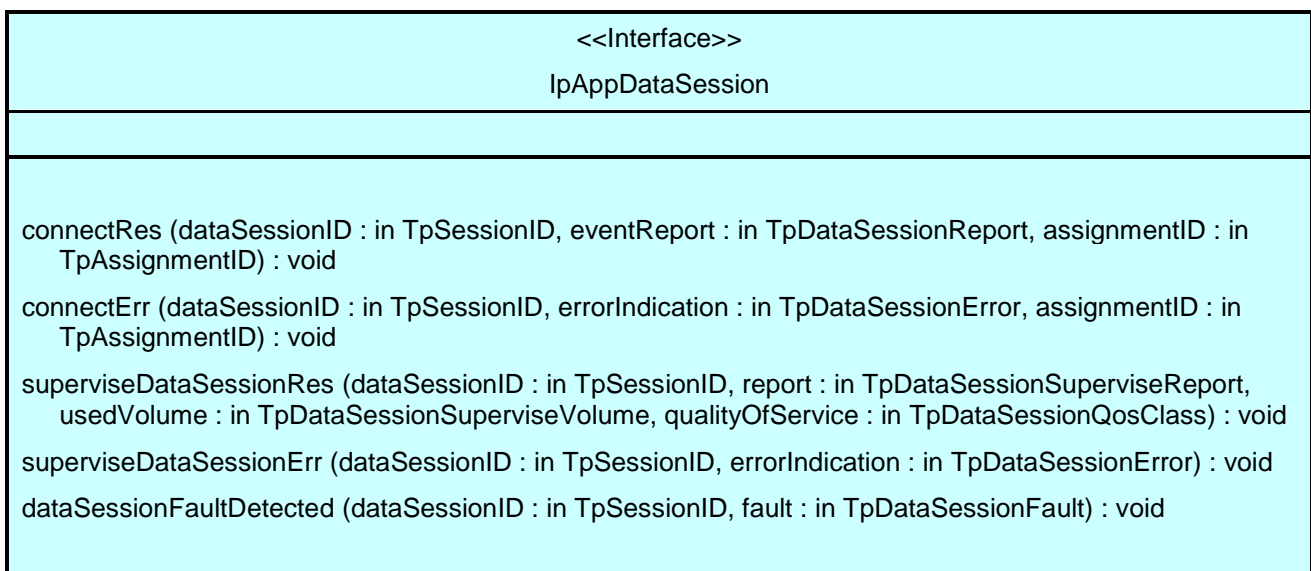 <<Interface>>
IpAppDataSession
connectRes (dataSessionID : in TpSessionID, eventReport : in TpDataSessionReport, assignmentID : in
TpAssignmentID) : void
connectErr (dataSessionID : in TpSessionID, errorIndication : in TpDataSessionError, assignmentID : in
TpAssignmentID) : void
superviseDataSessionRes (dataSessionID : in TpSessionID, report : in TpDataSessionSuperviseReport,
usedVolume : in TpDataSessionSuperviseVolume, qualityOfService : in TpDataSessionQosClass) : void
superviseDataSessionErr (dataSessionID : in TpSessionID, errorIndication : in TpDataSessionError) : void
dataSessionFaultDetected (dataSessionID : in TpSessionID, fault : in TpDataSessionFault) : void